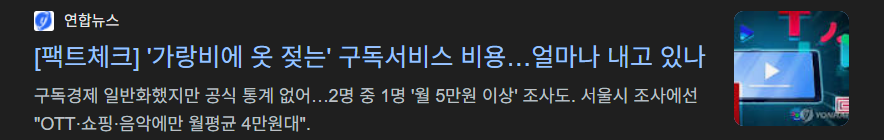 연합뉴스
[팩트체크] '가랑비에 옷 젖는' 구독서비스 비용…얼마나 내고 있나
구독경제 일반화했지만 공식 통계 없어…2명 중 1명 '월 5만원 이상' 조사도. 서울시 조사에선
"OTT·쇼핑·음악에만 월평균 4만원대".
YONHAP